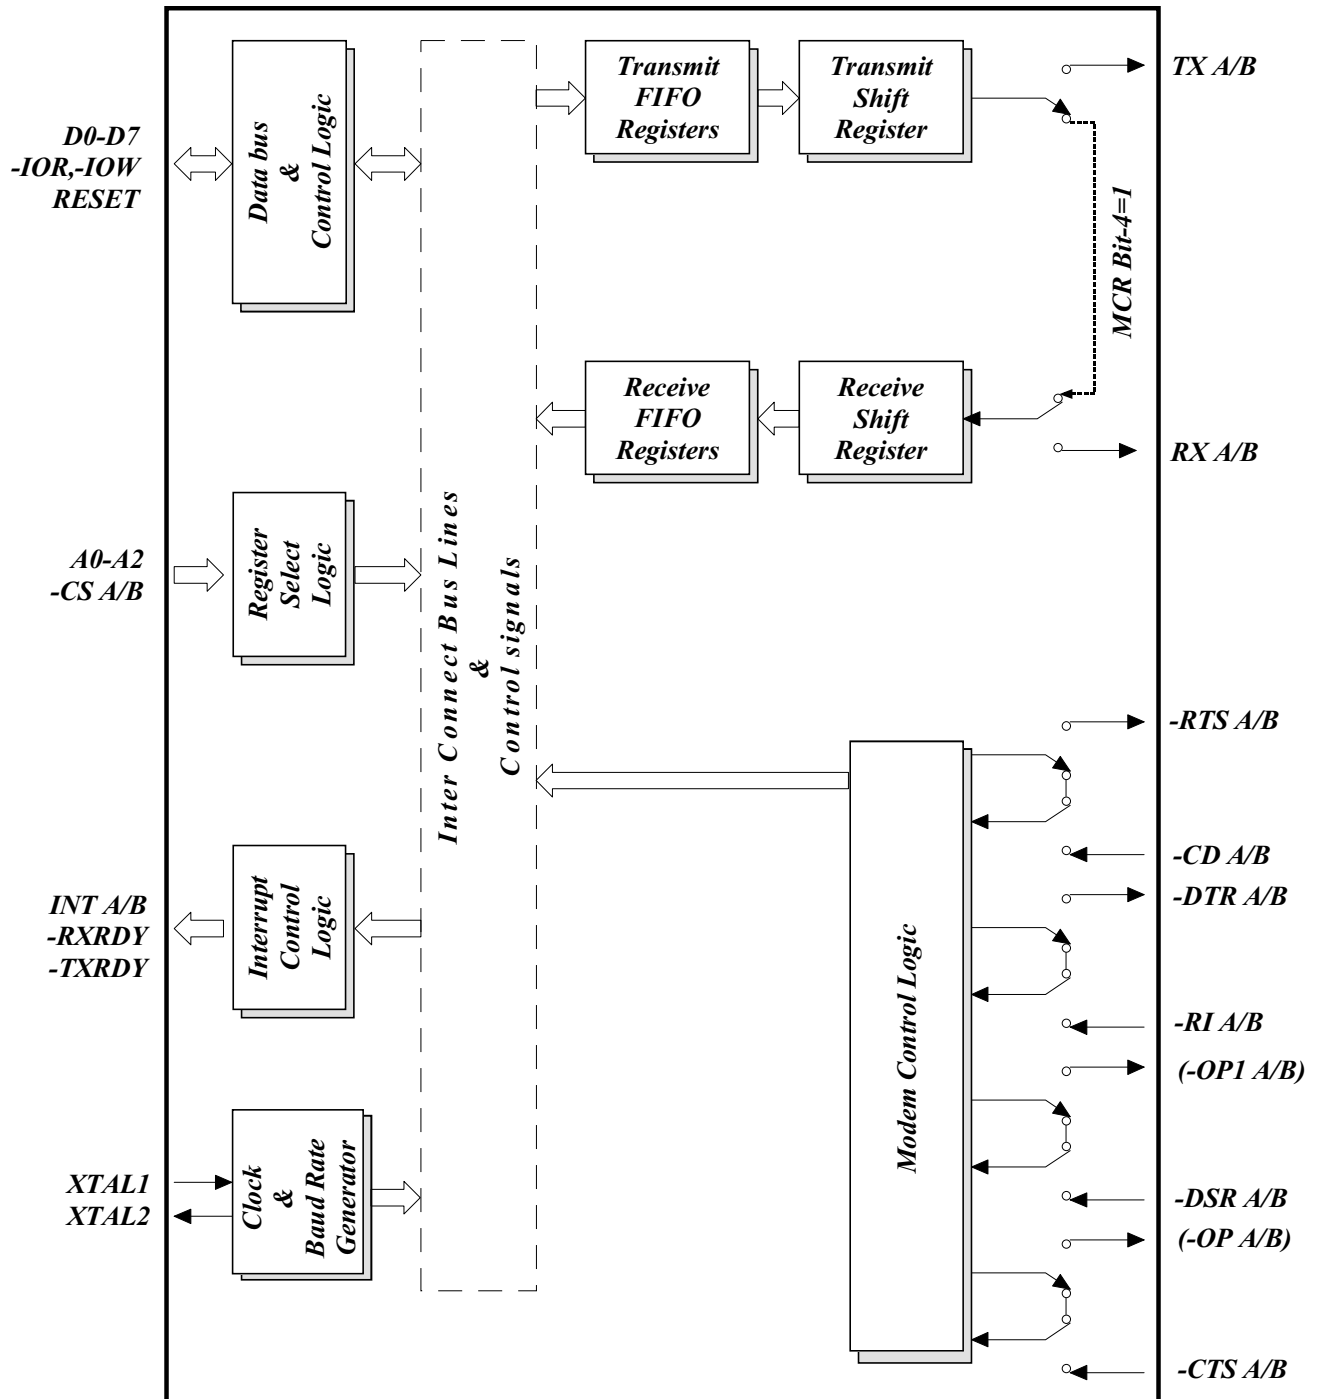 D0-D7
-IOR,-IOW
RESET
Data bus
&
Control Logic
A0-A2
-CS A/B
Register
Select
Logic
INT A/B
-RXRDY
-TXRDY
Interrupt
Control
Logic
XTAL1
XTAL2
Clock
&
Baud Rate
Generator
Inter Connect Bus Lines
&
Control signals
Transmit
FIFO
Registers
Transmit
Shift
Register
TX A/B
MCR Bit-4=1
Receive
FIFO
Registers
Receive
Shift
Register
RX A/B
Modem Control Logic
-RTS A/B
-CD A/B
-DTR A/B
-RI A/B
(-OP1 A/B)
-DSR A/B
(-OP A/B)
-CTS A/B